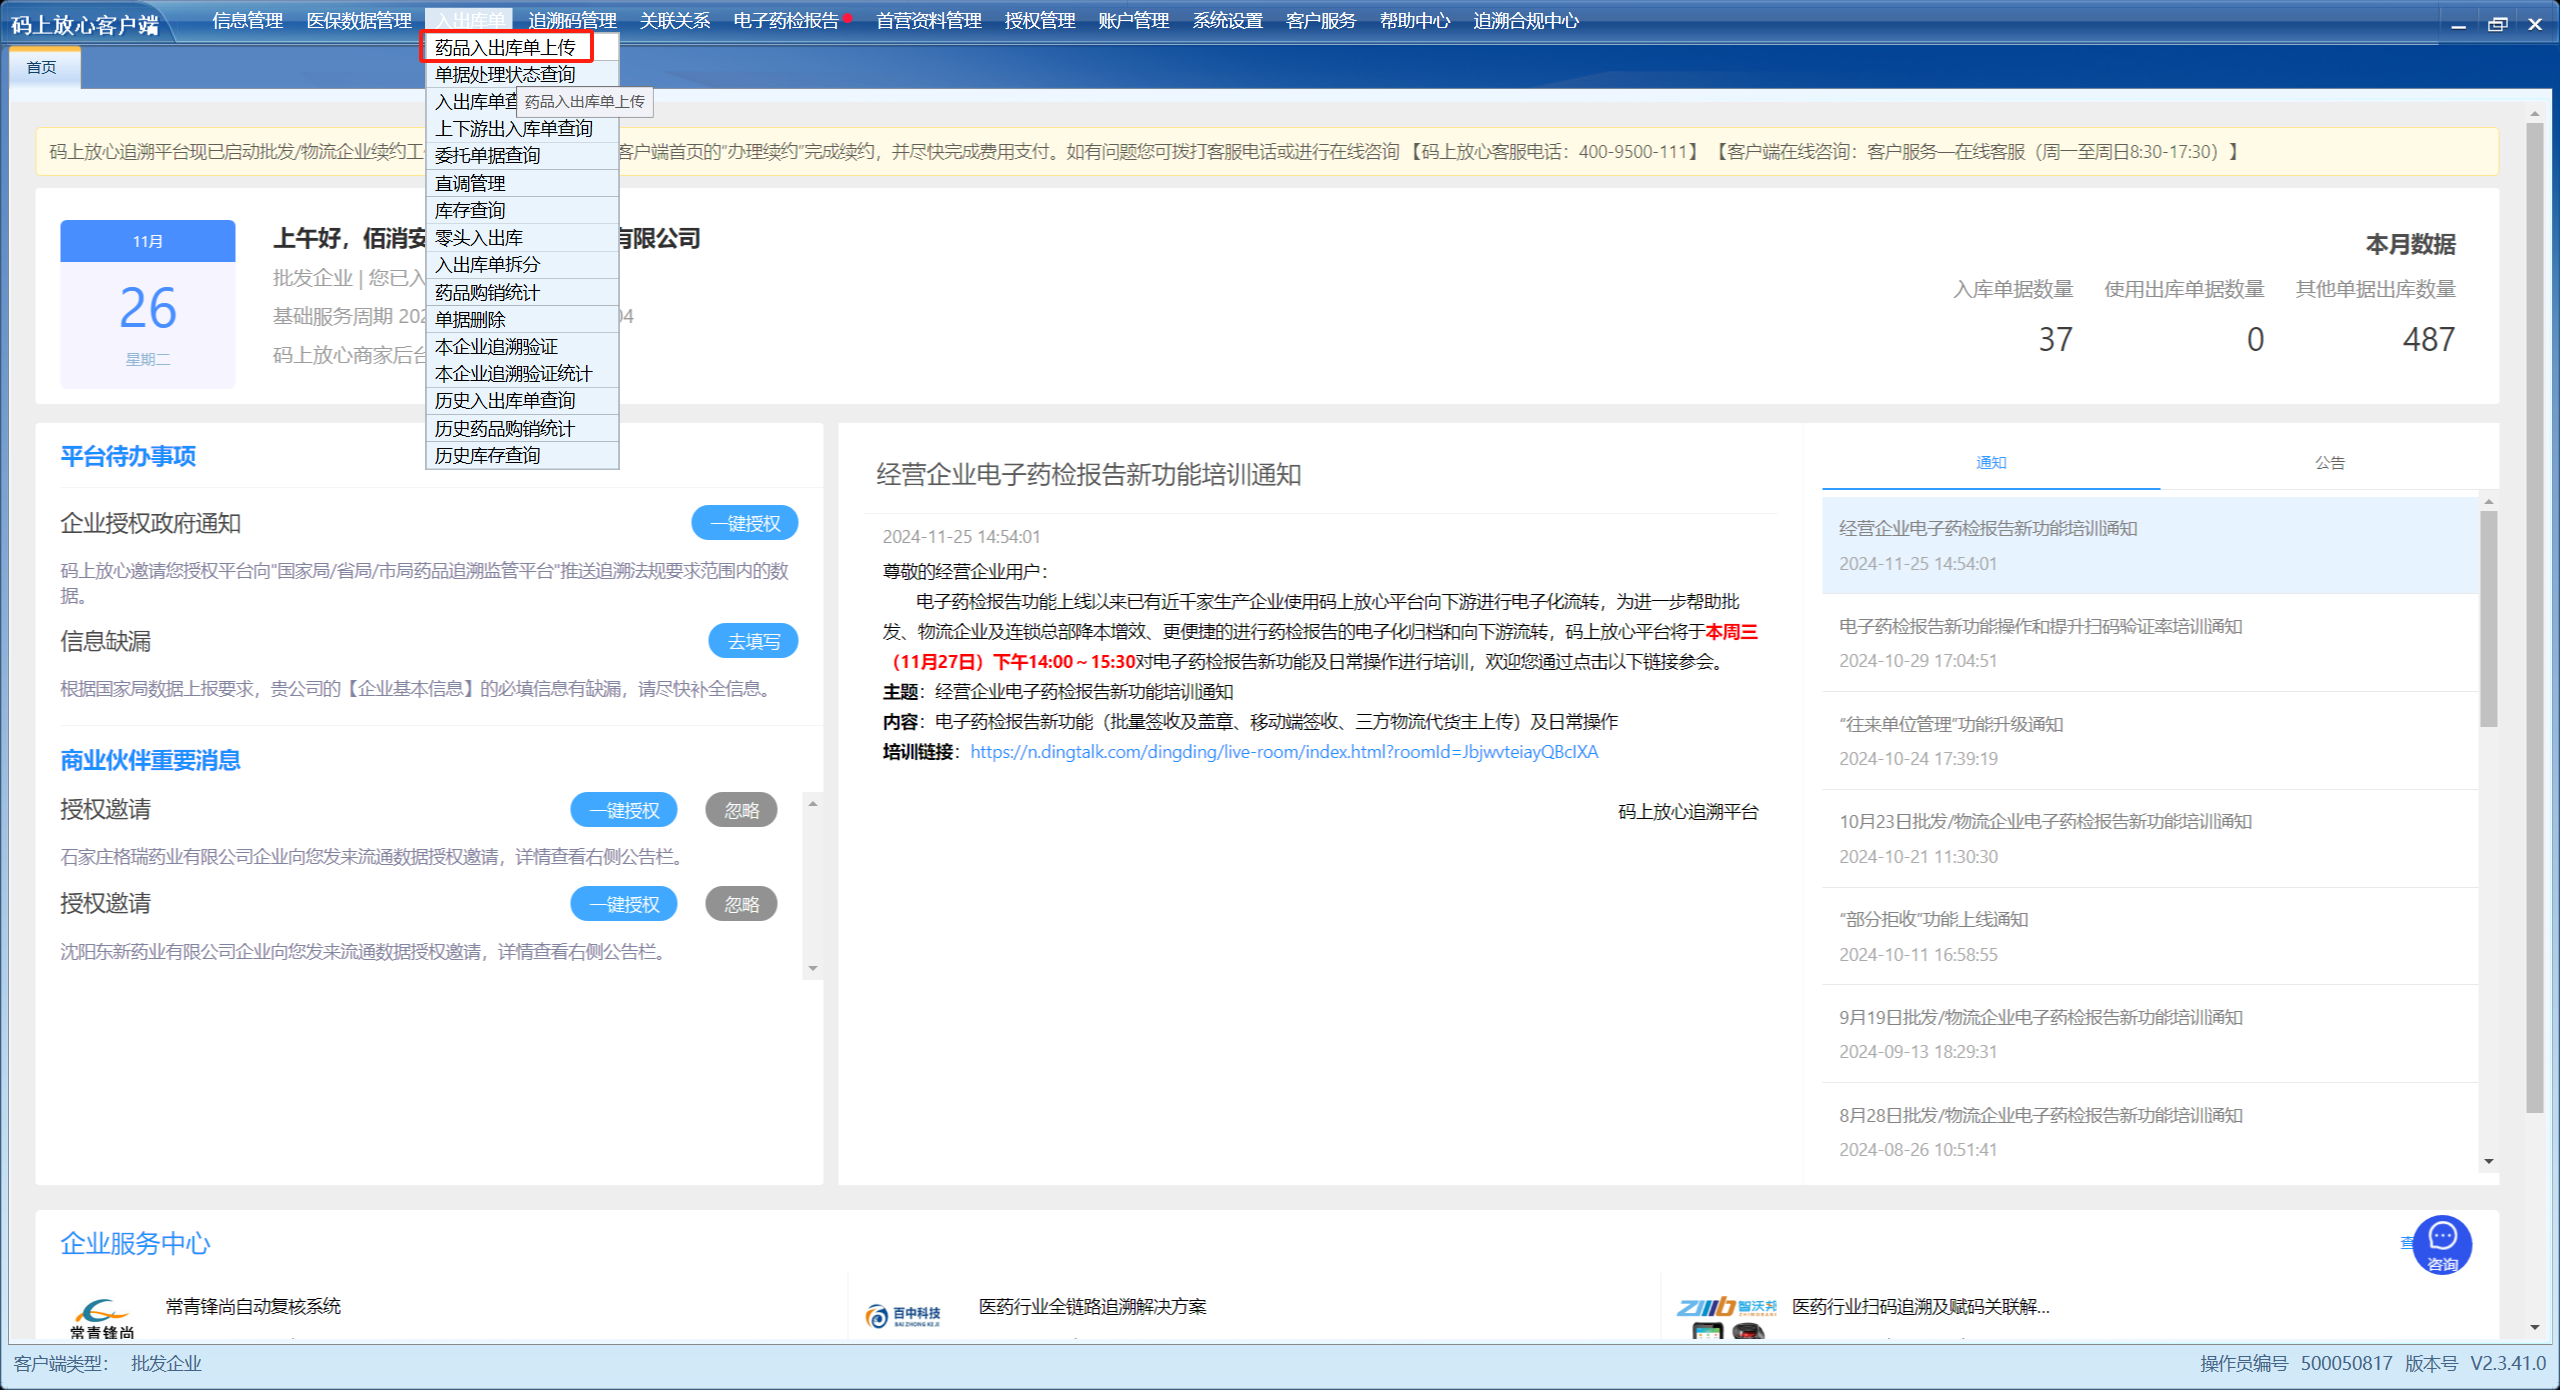 码上放心客户端
信息管理 医保数据管理 入出库单 追溯码管理 关联关系 电子药检报告 首营资料管理 授权管理 账户管理 系统设置 客户服务 帮助中心 追溯合规中心
首页
药品入出库单上传
单据处理状态查询
入出库单查
药品入出库单上传
上下游出入库单查询
委托单据查询
直调管理
库存查询
零头入出库
入出库单拆分
药品购销统计
单据删除
本企业追溯验证
本企业追溯验证统计
历史入出库单查询
历史药品购销统计
历史库存查询
码上放心追溯平台现已启动批发/物流企业续约工 客户端首页的“办理续约”完成续约，并尽快完成费用支付。如有问题您可拨打客服电话或进行在线咨询 【码上放心客服电话：400-9500-111】 【客户端在线咨询：客户服务—在线客服（周一至周日8:30-17:30）】
11月
26
星期二
上午好，佰消安 有限公司
批发企业 | 您已入
基础服务周期 202 04
码上放心商家后台
本月数据
入库单据数量 使用出库单据数量 其他单据出库数量
37 0 487
平台待办事项
企业授权政府通知 一键授权
码上放心邀请您授权平台向"国家局/省局/市局药品追溯监管平台"推送追溯法规要求范围内的数
据。
信息缺漏 去填写
根据国家局数据上报要求，贵公司的【企业基本信息】的必填信息有缺漏，请尽快补全信息。
商业伙伴重要消息
授权邀请 一键授权 忽略
石家庄格瑞药业有限公司企业向您发来流通数据授权邀请，详情查看右侧公告栏。
授权邀请 一键授权 忽略
沈阳东新药业有限公司企业向您发来流通数据授权邀请，详情查看右侧公告栏。
经营企业电子药检报告新功能培训通知
2024-11-25 14:54:01
尊敬的经营企业用户：
电子药检报告功能上线以来已有近千家生产企业使用码上放心平台向下游进行电子化流转，为进一步帮助批
发、物流企业及连锁总部降本增效、更便捷的进行药检报告的电子化归档和向下游流转，码上放心平台将于本周三
（11月27日）下午14:00～15:30对电子药检报告新功能及日常操作进行培训，欢迎您通过点击以下链接参会。
主题：经营企业电子药检报告新功能培训通知
内容：电子药检报告新功能（批量签收及盖章、移动端签收、三方物流代货主上传）及日常操作
培训链接：https://n.dingtalk.com/dingding/live-room/index.html?roomId=JbjwvteiayQBcIXA
码上放心追溯平台
通知 公告
经营企业电子药检报告新功能培训通知
2024-11-25 14:54:01
电子药检报告新功能操作和提升扫码验证率培训通知
2024-10-29 17:04:51
“往来单位管理”功能升级通知
2024-10-24 17:39:19
10月23日批发/物流企业电子药检报告新功能培训通知
2024-10-21 11:30:30
“部分拒收”功能上线通知
2024-10-11 16:58:55
9月19日批发/物流企业电子药检报告新功能培训通知
2024-09-13 18:29:31
8月28日批发/物流企业电子药检报告新功能培训通知
2024-08-26 10:51:41
企业服务中心
查
咨询
常青锋尚
常青锋尚自动复核系统
百中科技
BAI ZHONG KE JI
医药行业全链路追溯解决方案
智沃邦
医药行业扫码追溯及赋码关联解...
客户端类型： 批发企业
操作员编号 500050817 版本号 V2.3.41.0